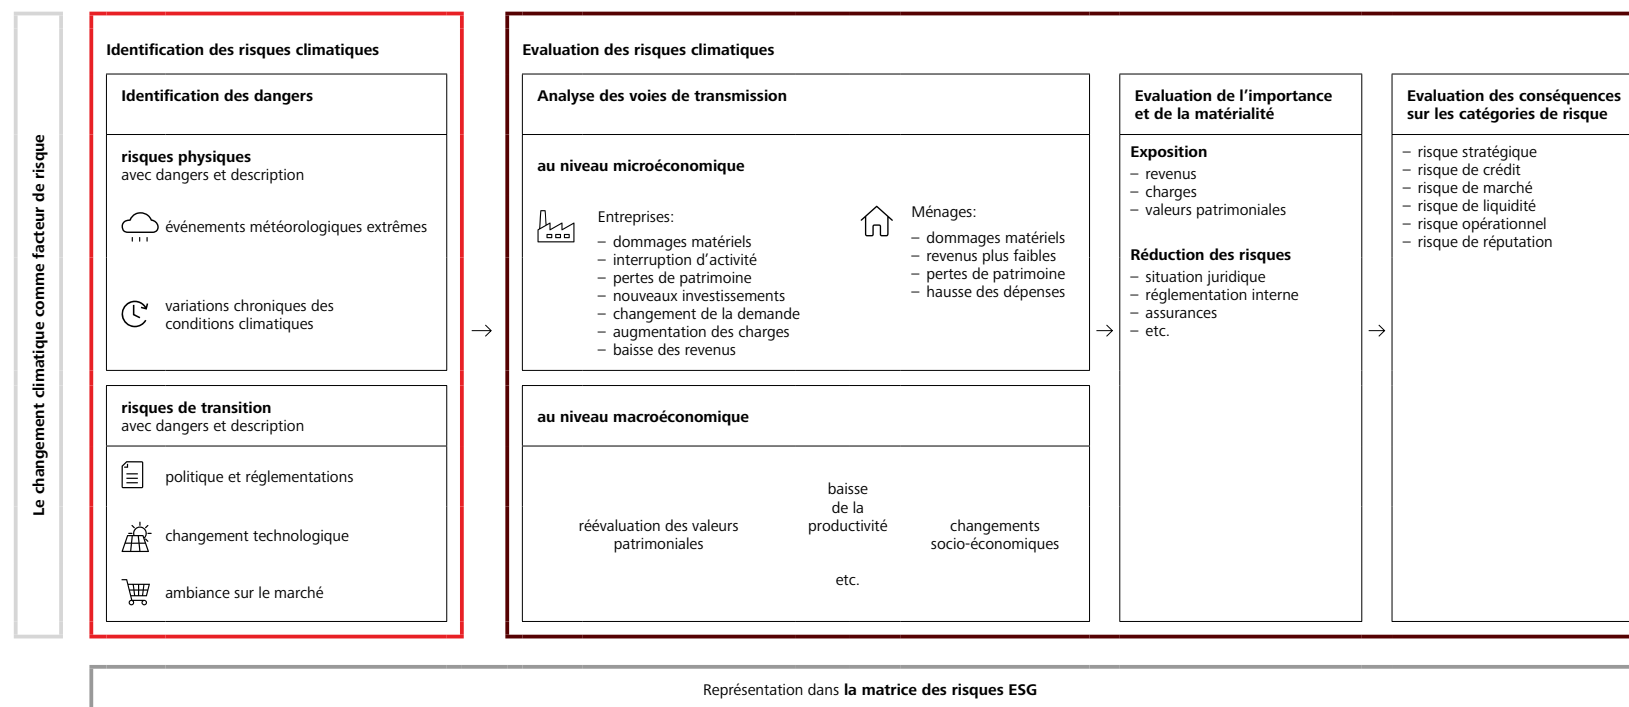 Le changement climatique comme facteur de risque
Identification des risques climatiques
Identification des dangers
risques physiques
avec dangers et description
événements météorologiques extrêmes
variations chroniques des
conditions climatiques
risques de transition
avec dangers et description
politique et réglementations
changement technologique
ambiance sur le marché
Evaluation des risques climatiques
Analyse des voies de transmission
au niveau microéconomique
Entreprises:
– dommages matériels
– interruption d’activité
– pertes de patrimoine
– nouveaux investissements
– changement de la demande
– augmentation des charges
– baisse des revenus
Ménages:
– dommages matériels
– revenus plus faibles
– pertes de patrimoine
– hausse des dépenses
au niveau macroéconomique
réévaluation des valeurs
patrimoniales
baisse
de la
productivité
changements
socio-économiques
etc.
Evaluation de l’importance
et de la matérialité
Exposition
– revenus
– charges
– valeurs patrimoniales
Réduction des risques
– situation juridique
– réglementation interne
– assurances
– etc.
Evaluation des conséquences
sur les catégories de risque
– risque stratégique
– risque de crédit
– risque de marché
– risque de liquidité
– risque opérationnel
– risque de réputation
Représentation dans la matrice des risques ESG